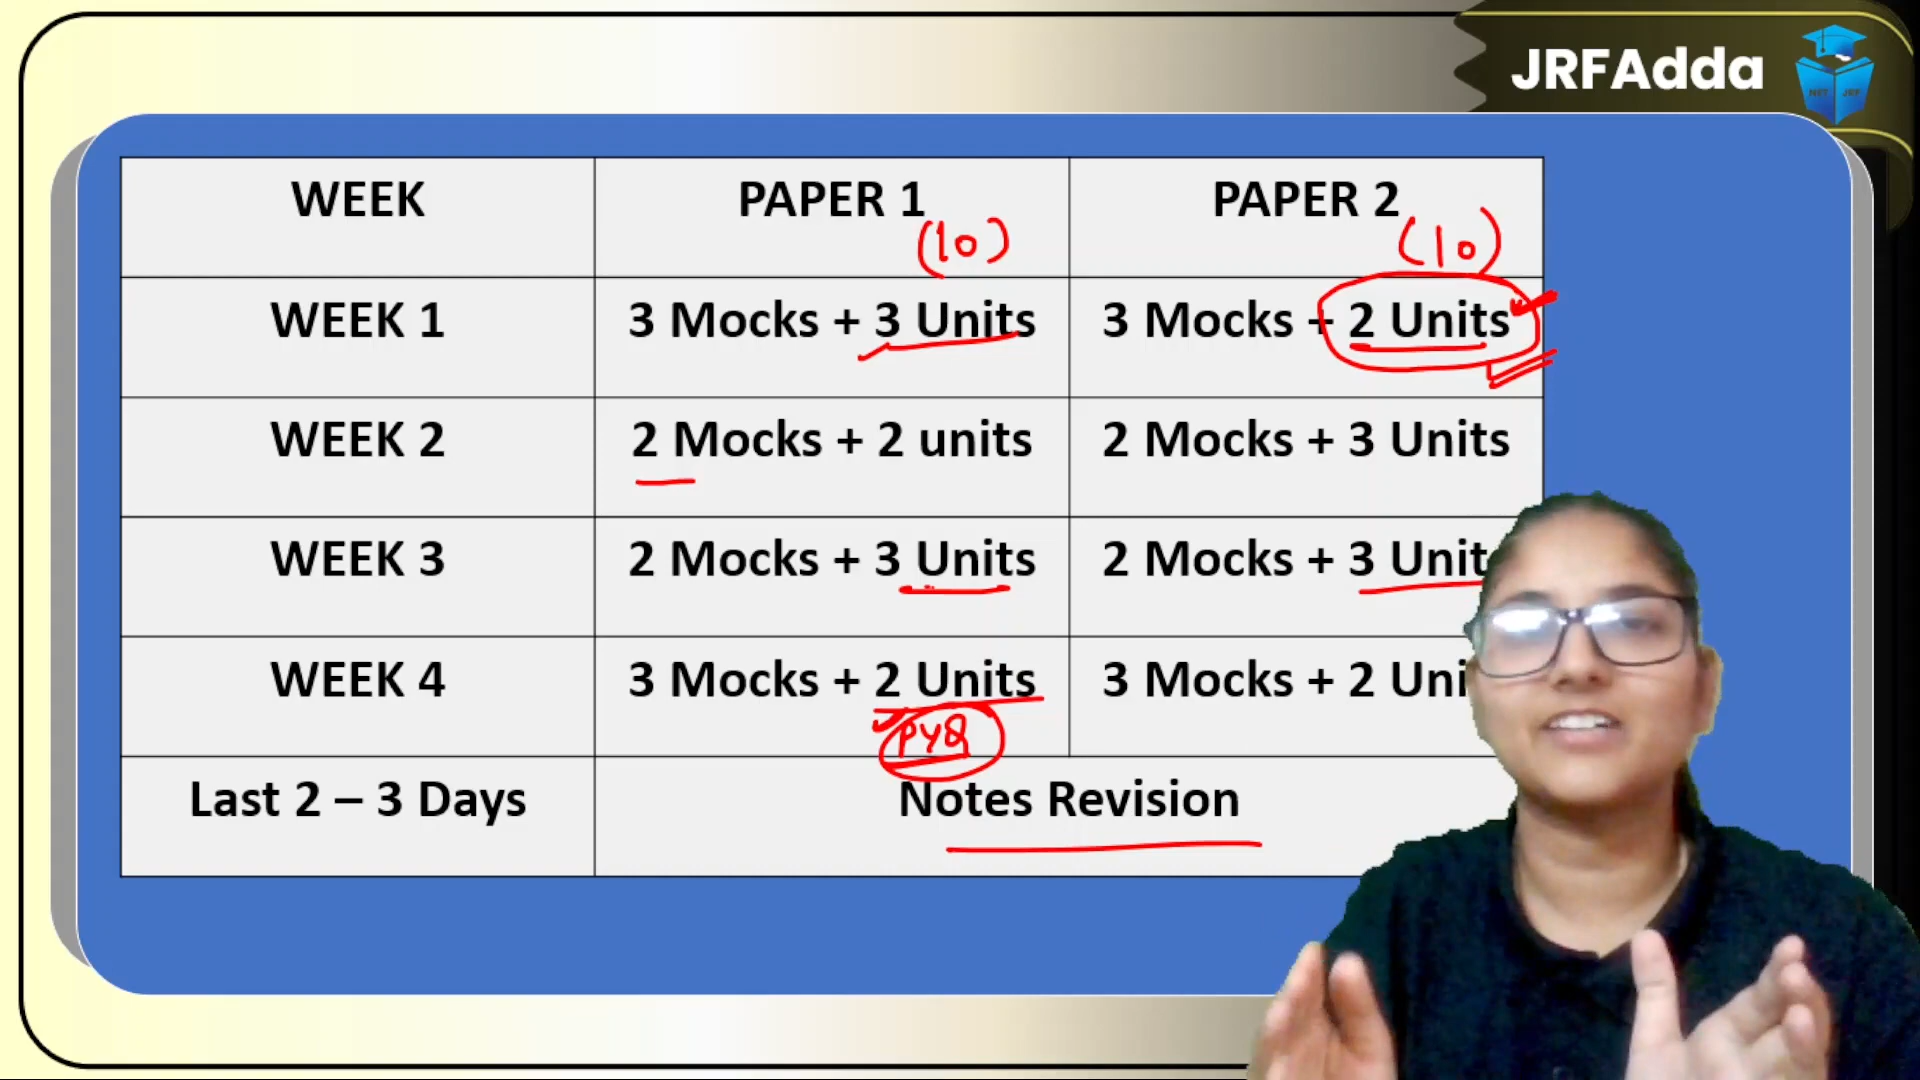 JRFAdda
NET JRF
WEEK PAPER 1 PAPER 2
(10) (10)
WEEK 1 3 Mocks + 3 Units 3 Mocks + 2 Units
WEEK 2 2 Mocks + 2 units 2 Mocks + 3 Units
WEEK 3 2 Mocks + 3 Units 2 Mocks + 3 Unit
WEEK 4 3 Mocks + 2 Units 3 Mocks + 2 Uni
PYQ
Last 2 – 3 Days Notes Revision